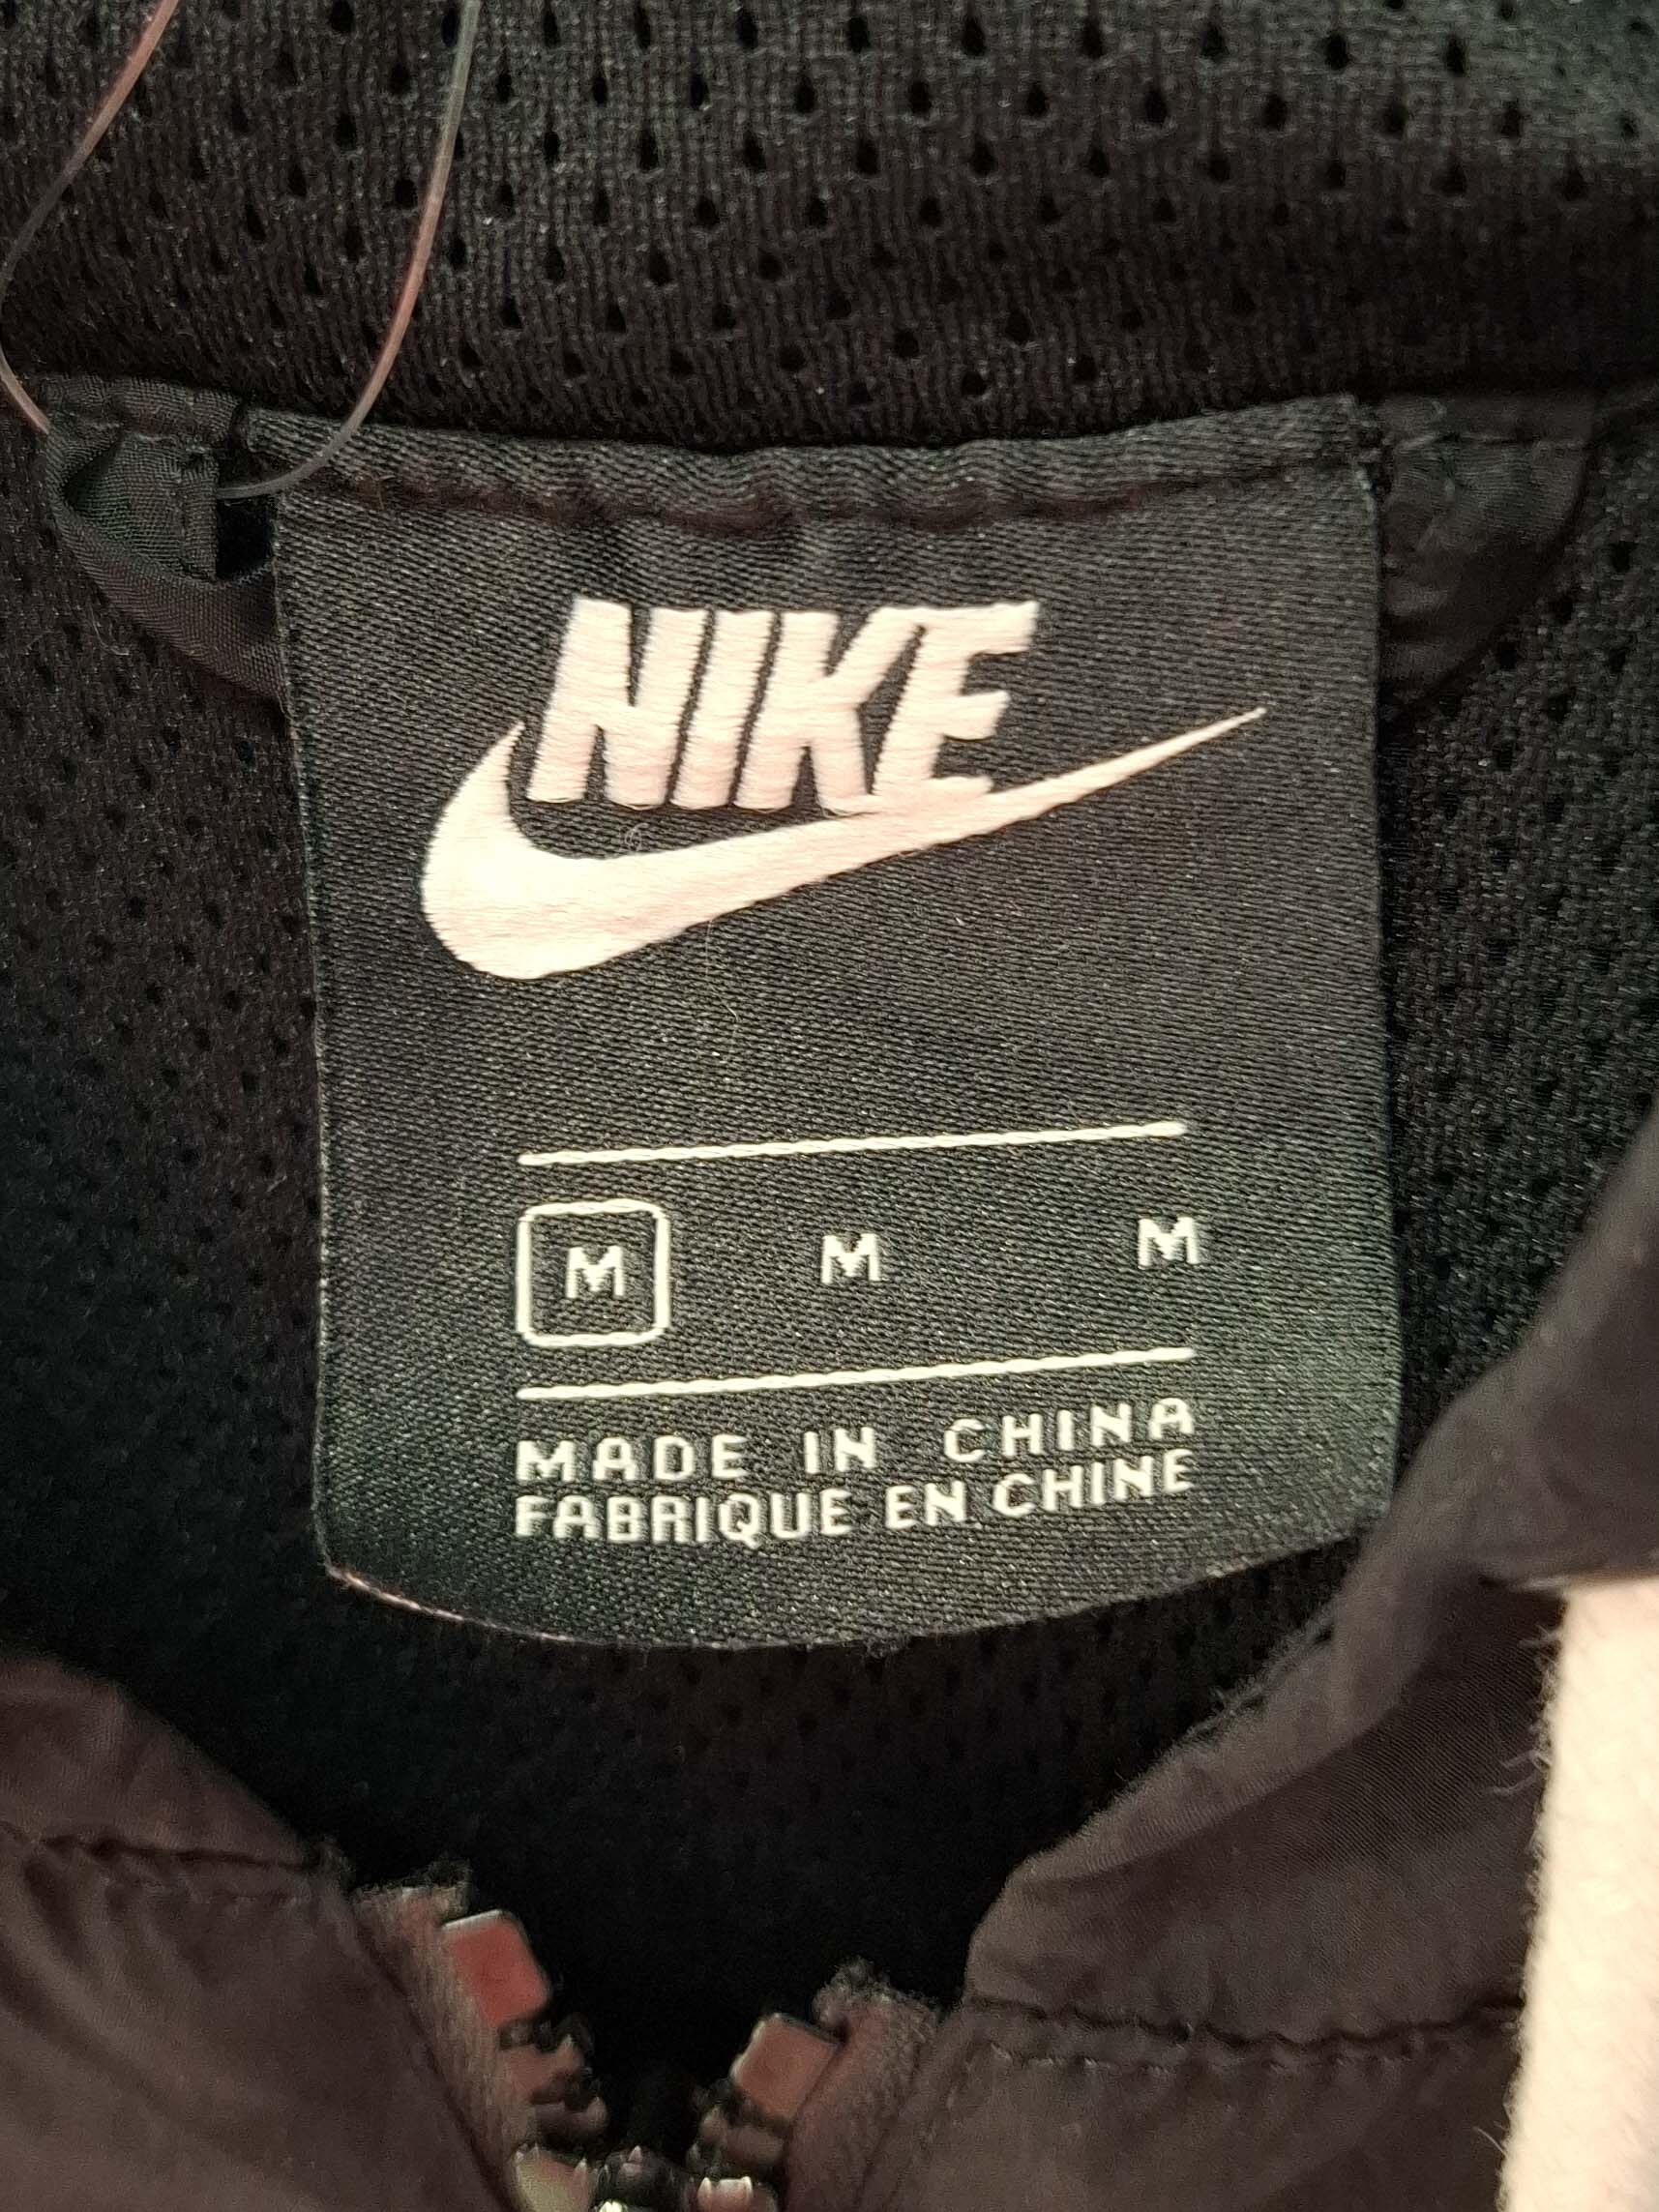 NIKE
M M M
MADE IN CHINA
FABRIQUE EN CHINE